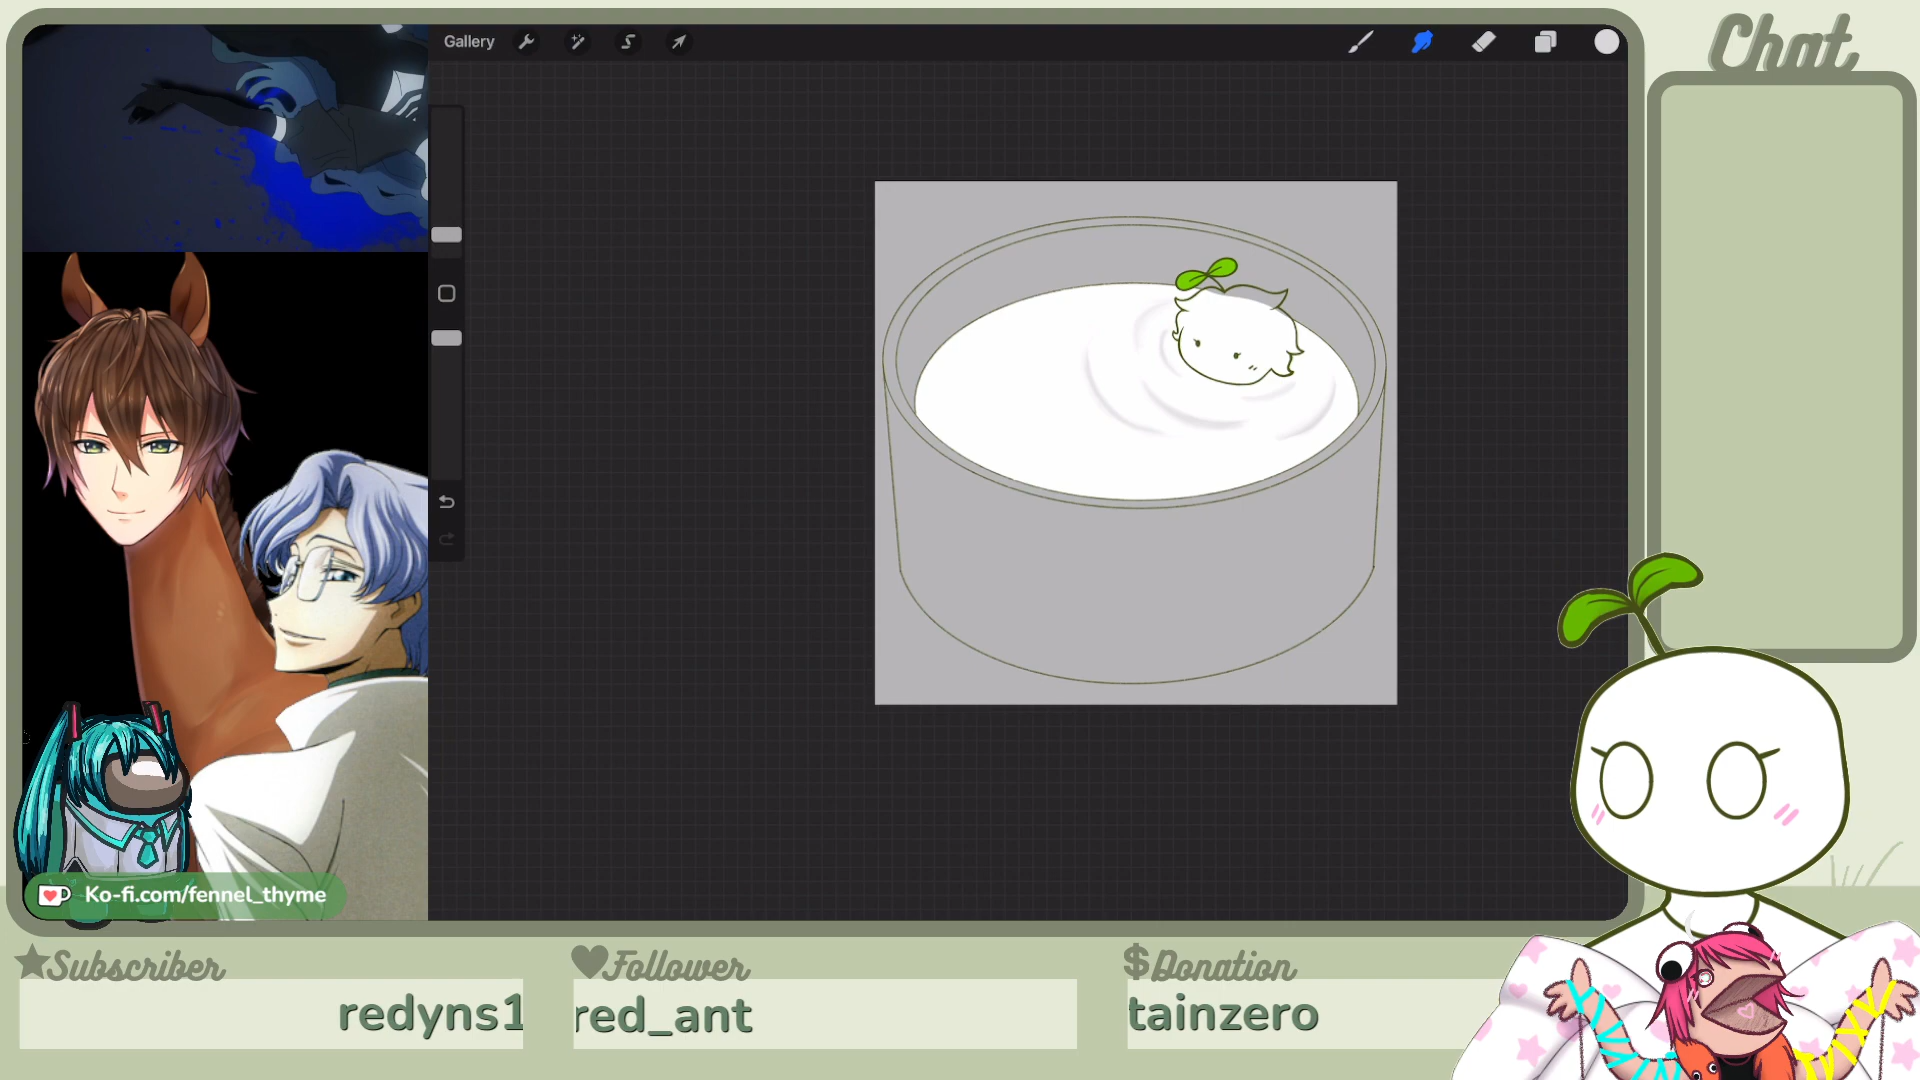 Gallery
Chat
Ko-fi.com/fennel_thyme
Subscriber
redyns1
Follower
red_ant
$Donation
tainzero